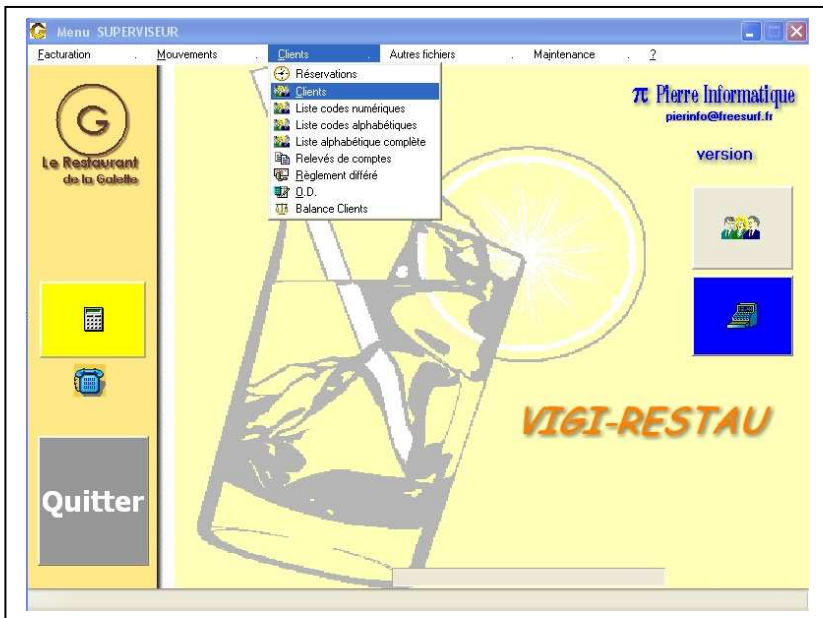 Menu SUPERVISEUR
Facturation . Mouvements . Clients . Autres fichiers . Maintenance . ?
Réservations
Clients
Liste codes numériques
Liste codes alphabétiques
Liste alphabétique complète
Relevés de comptes
Règlement différé
O.D.
Balance Clients
G
Le Restaurant
de la Galette
π Pierre Informatique
pierinfo@freesurf.fr
version
VIGI-RESTAU
Quitter